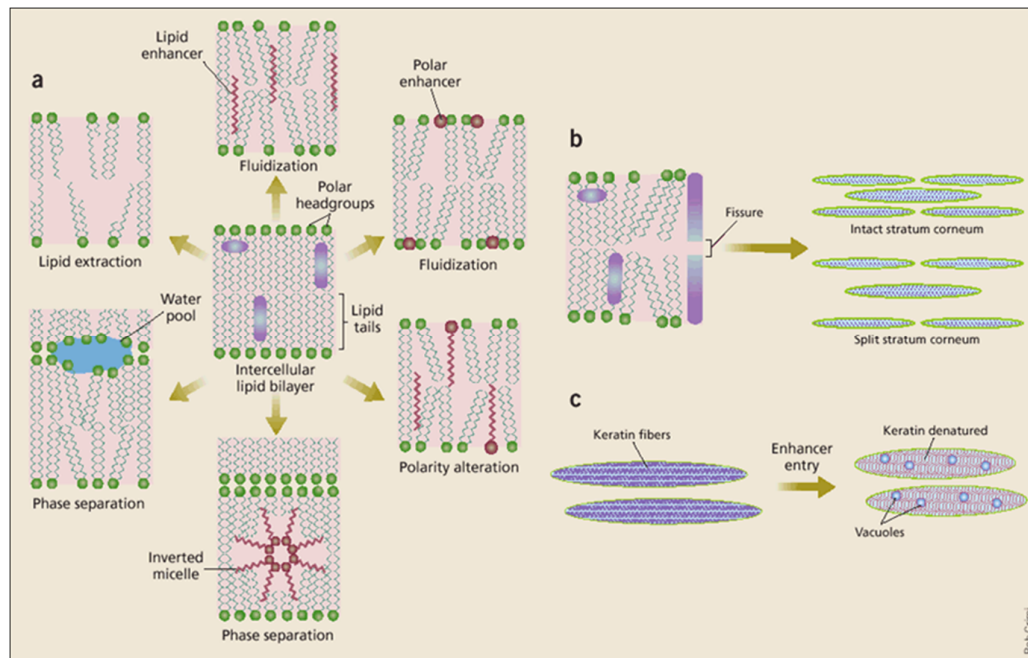 a
Lipid
enhancer
Fluidization
Polar
enhancer
Fluidization
Polar
headgroups
Lipid extraction
Water
pool
Lipid
tails
Intercellular
lipid bilayer
Phase separation
Polarity alteration
Inverted
micelle
Phase separation
b
Fissure
Intact stratum corneum
Split stratum corneum
c
Keratin fibers
Enhancer
entry
Keratin denatured
Vacuoles